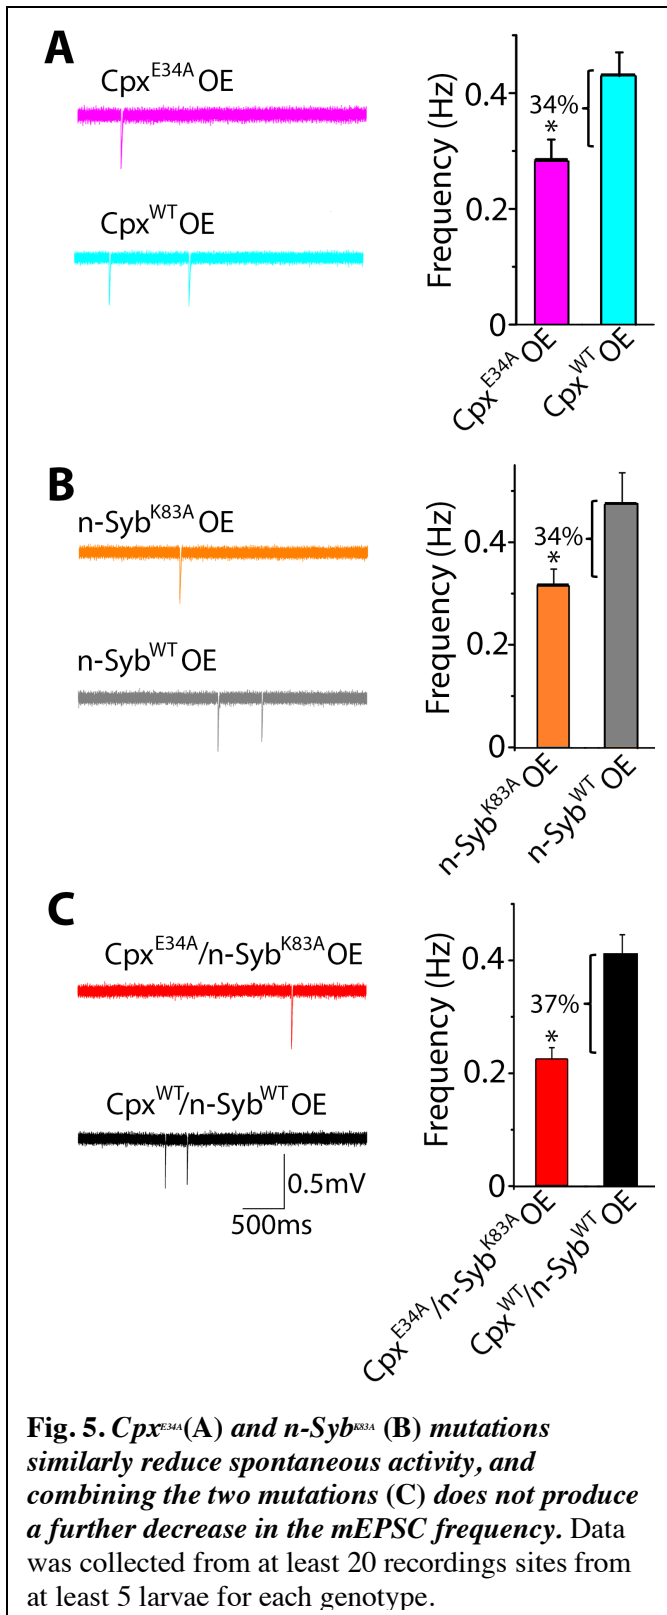 A
Cpx^E34A OE
Cpx^WT OE
Frequency (Hz)
0.4
0.2
0
34%
*
Cpx^E34A OE
Cpx^WT OE
B
n-Syb^K83A OE
n-Syb^WT OE
Frequency (Hz)
0.4
0.2
0
34%
*
n-Syb^K83A OE
n-Syb^WT OE
C
Cpx^E34A/n-Syb^K83A OE
Cpx^WT/n-Syb^WT OE
0.5mV
500ms
Frequency (Hz)
0.4
0.2
0
37%
*
Cpx^E34A/n-Syb^K83A OE
Cpx^WT/n-Syb^WT OE
Fig. 5. Cpx^E34A (A) and n-Syb^K83A (B) mutations
similarly reduce spontaneous activity, and
combining the two mutations (C) does not produce
a further decrease in the mEPSC frequency. Data
was collected from at least 20 recordings sites from
at least 5 larvae for each genotype.